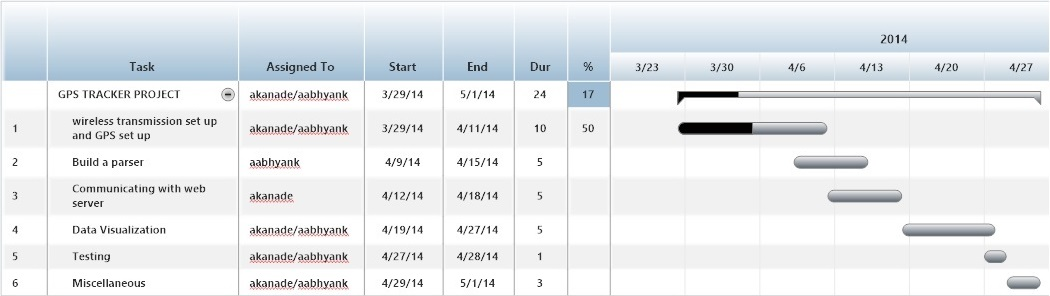 2014
Task Assigned To Start End Dur % 3/23 3/30 4/6 4/13 4/20 4/27
GPS TRACKER PROJECT akanade/aabhyank 3/29/14 5/1/14 24 17
1 wireless transmission set up and GPS set up akanade/aabhyank 3/29/14 4/11/14 10 50
2 Build a parser aabhyank 4/9/14 4/15/14 5
3 Communicating with web server akanade 4/12/14 4/18/14 5
4 Data Visualization akanade/aabhyank 4/19/14 4/27/14 5
5 Testing akanade/aabhyank 4/27/14 4/28/14 1
6 Miscellaneous akanade/aabhyank 4/29/14 5/1/14 3